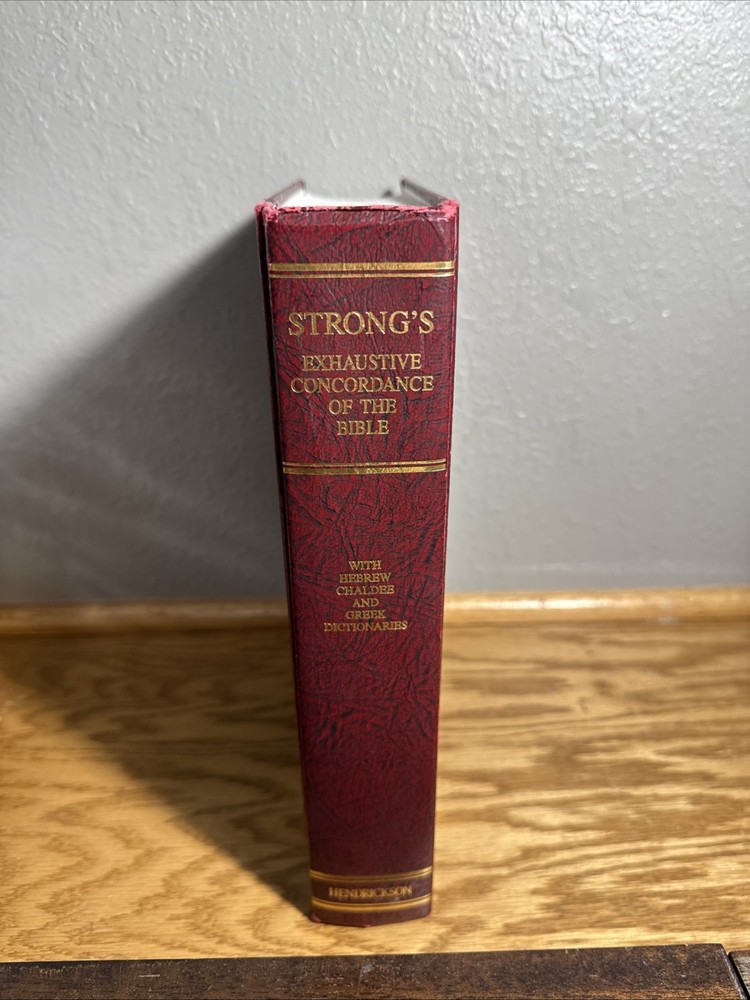 STRONG'S
EXHAUSTIVE
CONCORDANCE
OF THE
BIBLE
WITH
HEBREW
CHALDEE
AND
GREEK
DICTIONARIES
HENDRICKSON